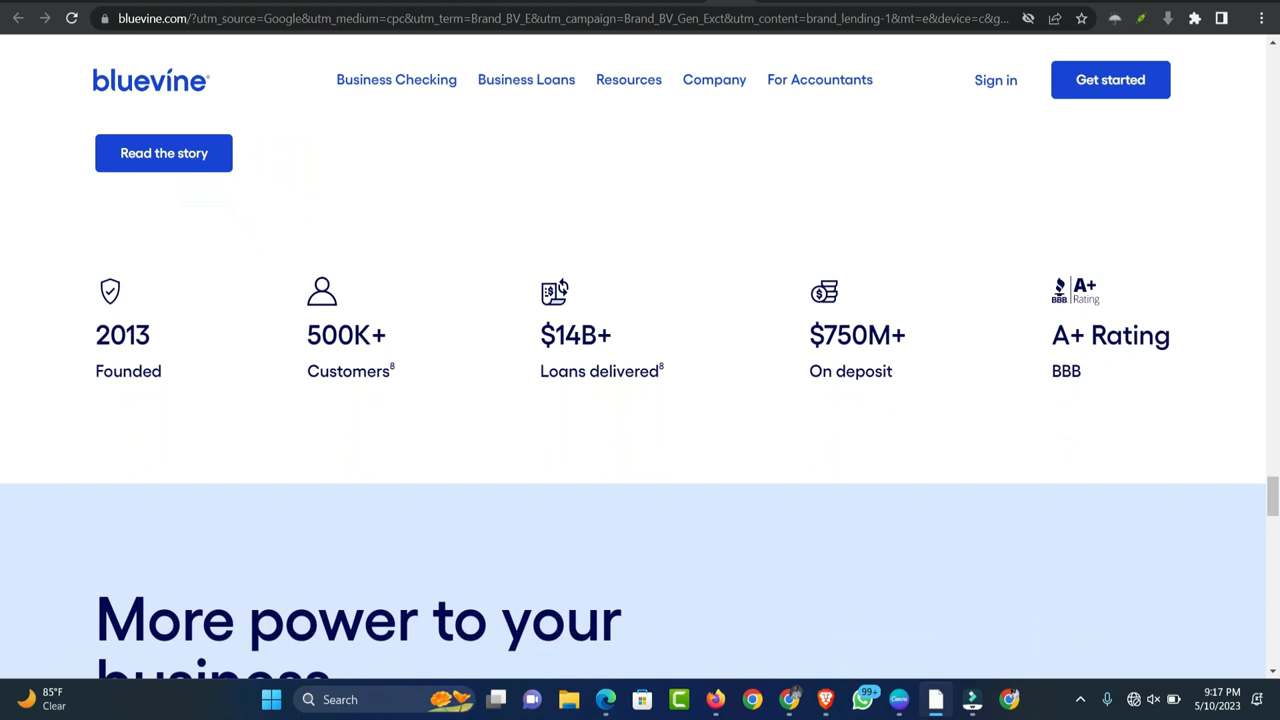 bluevine.com/?utm_source=Google&utm_medium=cpc&utm_term=Brand_BV_E&utm_campaign=Brand_BV_Gen_Exct&utm_content=brand_lending-1&mt=e&device=c&g...
bluevine
Business Checking
Business Loans
Resources
Company
For Accountants
Sign in
Get started
Read the story
BBB A+ Rating
2013
500K+
$14B+
$750M+
A+ Rating
Founded
Customers8
Loans delivered8
On deposit
BBB
More power to your
business
85°F
Clear
Search
99+
9:17 PM
5/10/2023